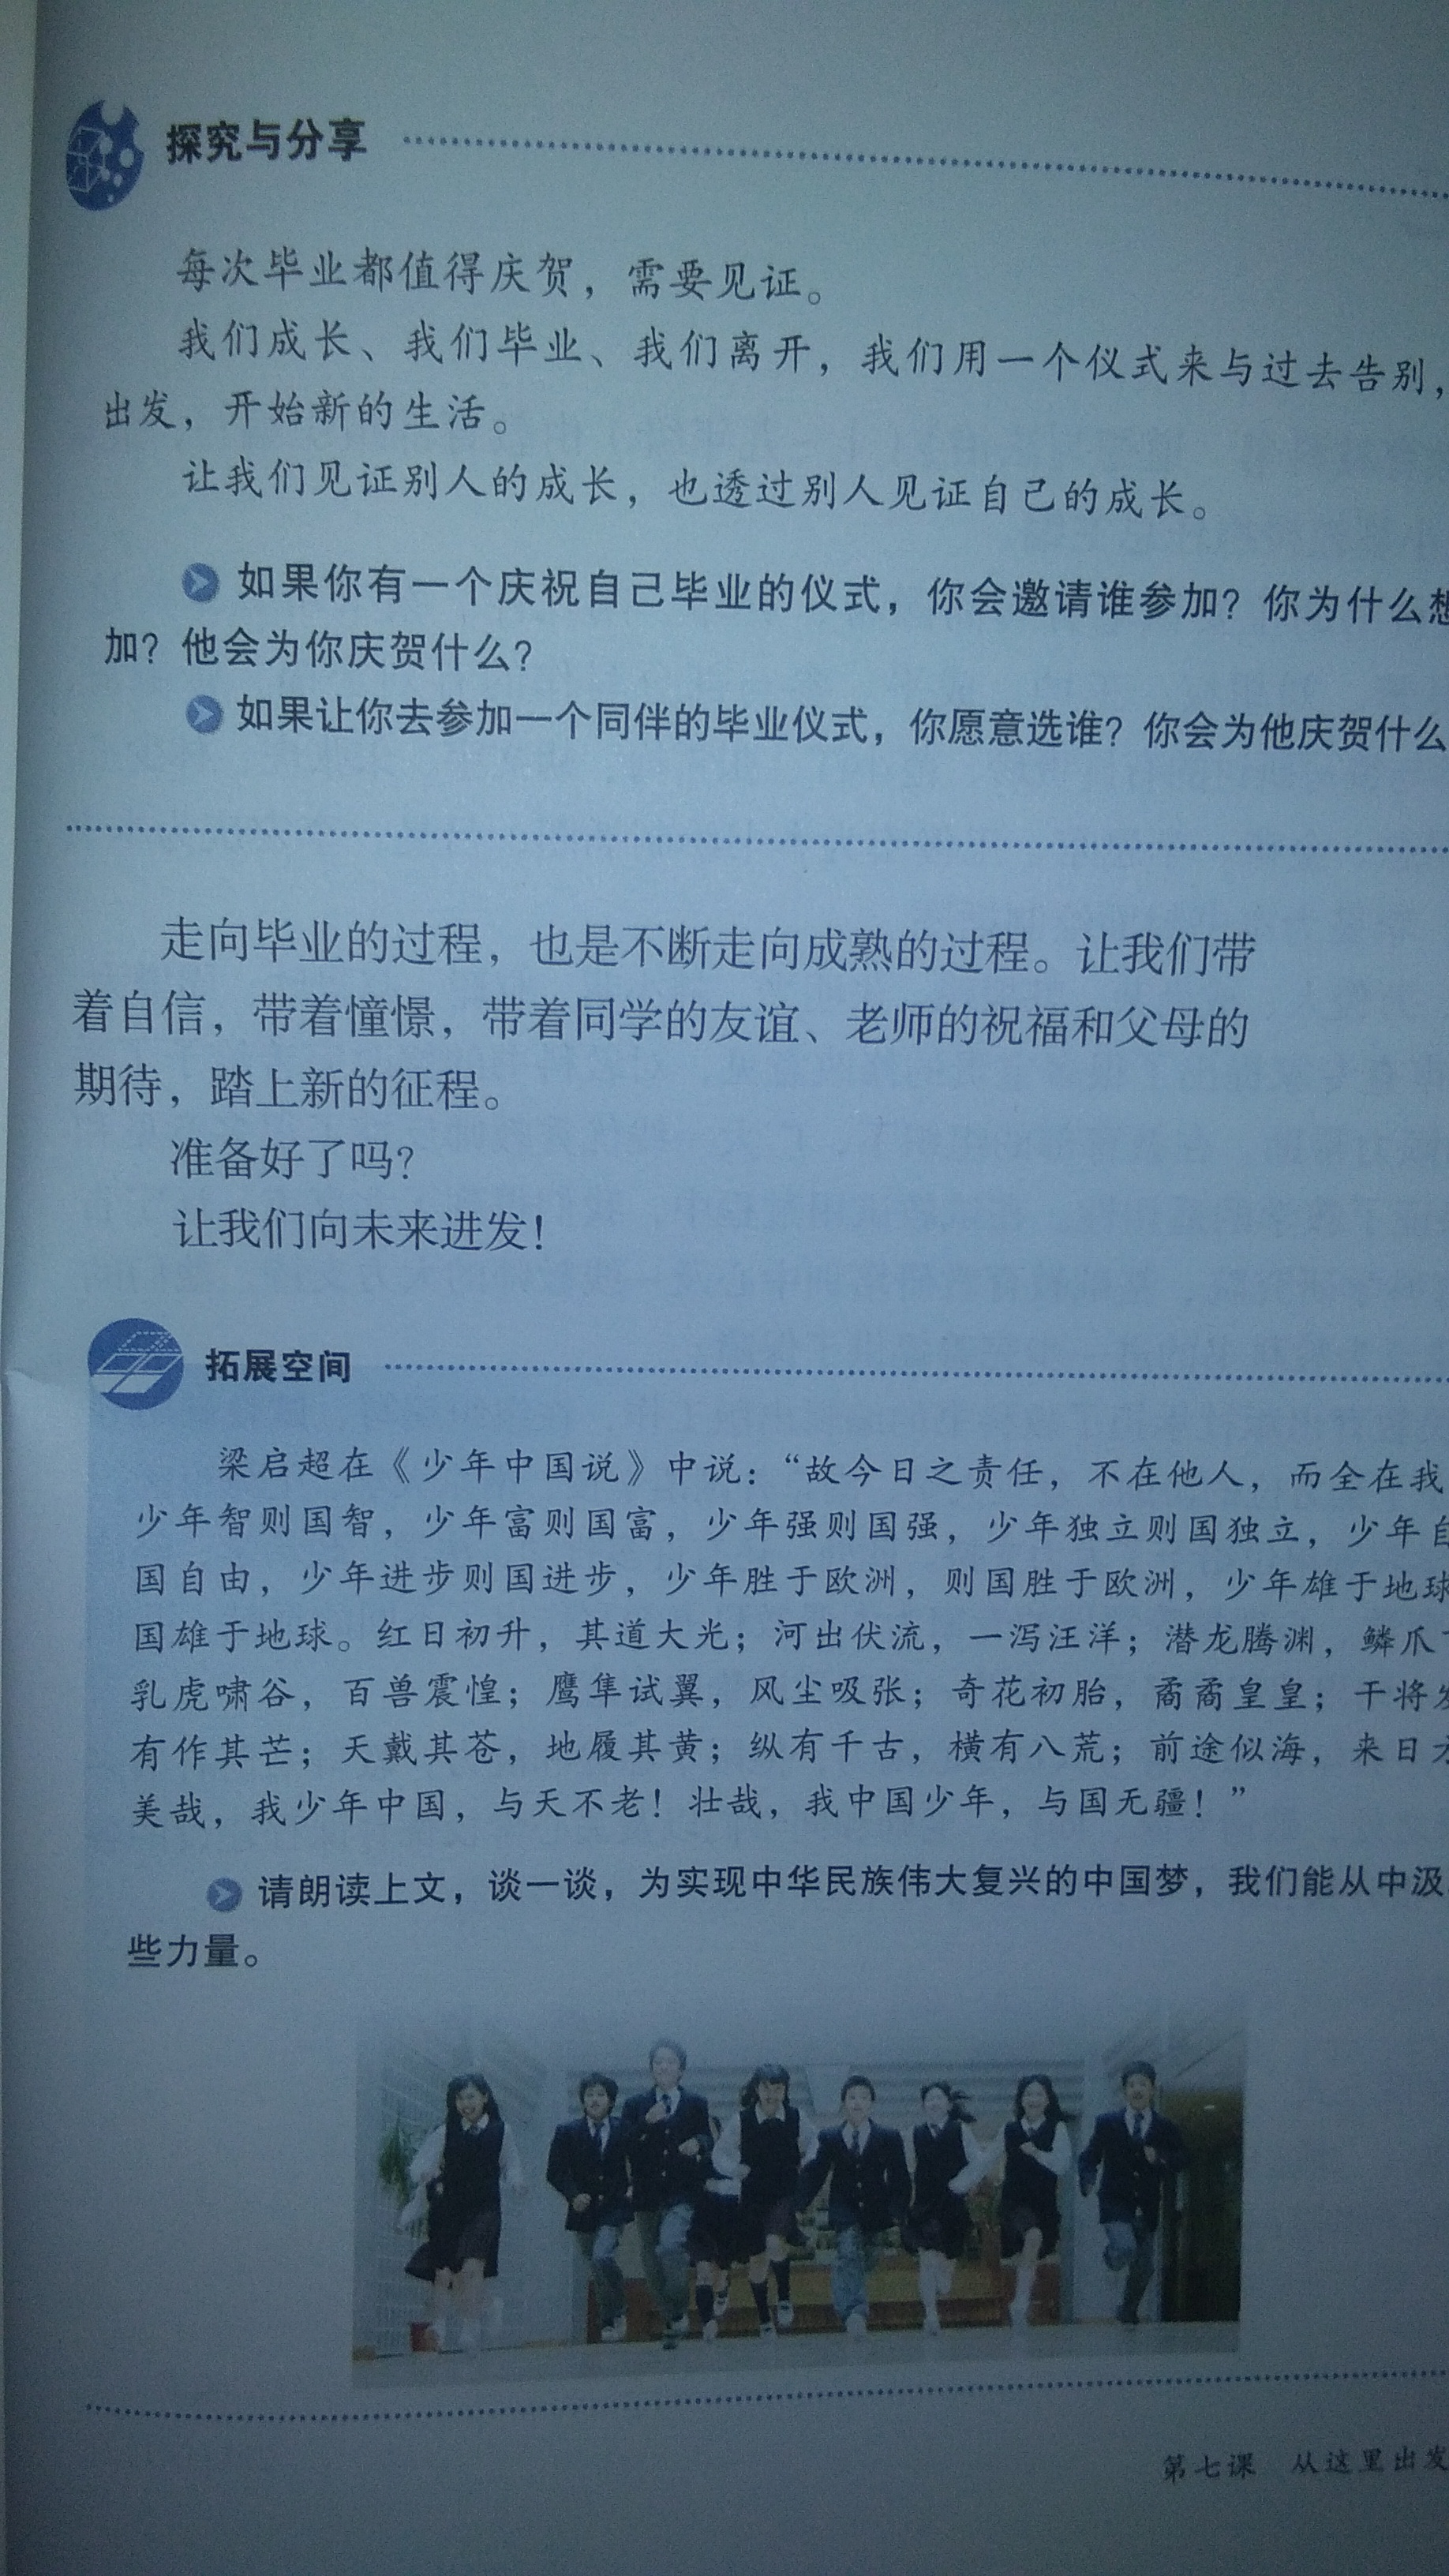 探究与分享
每次毕业都值得庆贺，需要见证。
我们成长、我们毕业、我们离开，我们用一个仪式来与过去告别，
出发，开始新的生活。
让我们见证别人的成长，也透过别人见证自己的成长。
如果你有一个庆祝自己毕业的仪式，你会邀请谁参加？你为什么想
加？他会为你庆贺什么？
如果让你去参加一个同伴的毕业仪式，你愿意选谁？你会为他庆贺什么
走向毕业的过程，也是不断走向成熟的过程。让我们带
着自信，带着憧憬，带着同学的友谊、老师的祝福和父母的
期待，踏上新的征程。
准备好了吗？
让我们向未来进发！
拓展空间
梁启超在《少年中国说》中说：“故今日之责任，不在他人，而全在我
少年智则国智，少年富则国富，少年强则国强，少年独立则国独立，少年自
国自由，少年进步则国进步，少年胜于欧洲，则国胜于欧洲，少年雄于地球
国雄于地球。红日初升，其道大光；河出伏流，一泻汪洋；潜龙腾渊，鳞爪
乳虎啸谷，百兽震惶；鹰隼试翼，风尘吸张；奇花初胎，矞矞皇皇；干将发
有作其芒；天戴其苍，地履其黄；纵有千古，横有八荒；前途似海，来日
美哉，我少年中国，与天不老！壮哉，我中国少年，与国无疆！”
请朗读上文，谈一谈，为实现中华民族伟大复兴的中国梦，我们能从中汲
些力量。
第七课 从这里出发